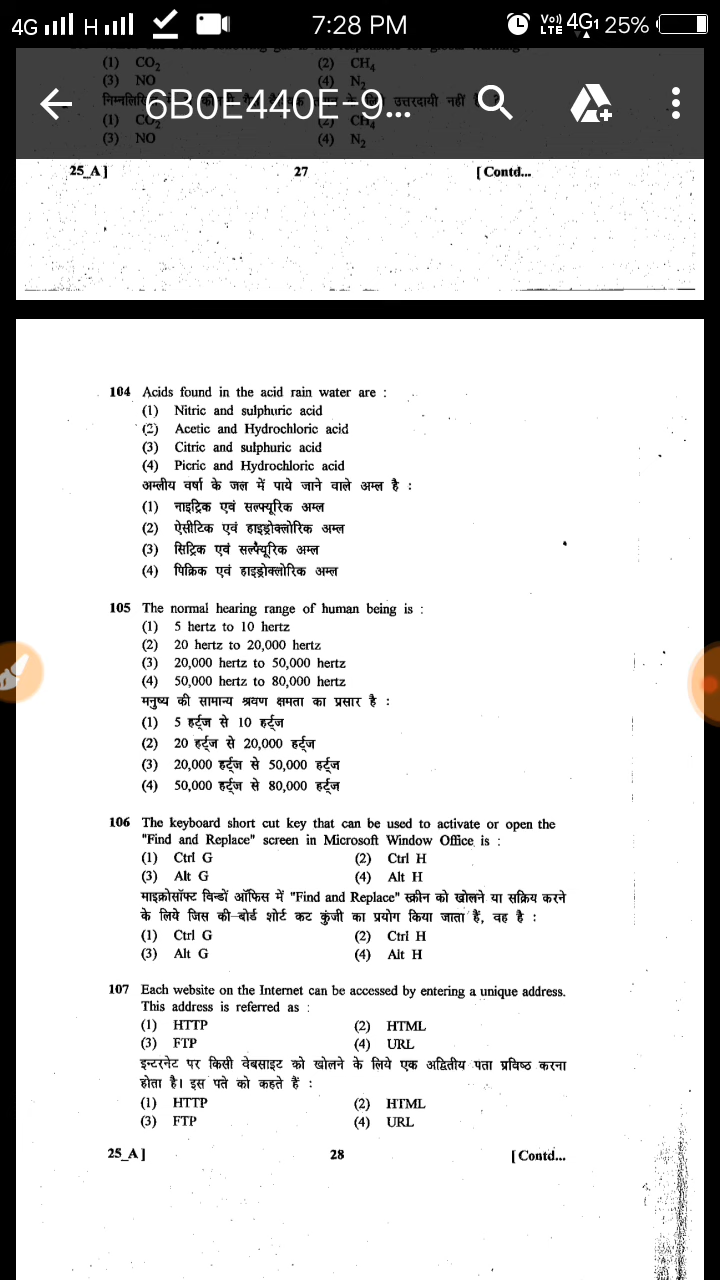 4G H 7:28 PM Vo) LTE 4G1 25%
(1) CO2 (2) CH4
(3) NO (4) N2
6B0E440E-9...
उत्तरदायी नहीं
(1) CO2 (2) CH4
(3) NO (4) N2
25_A] 27 [Contd...
104 Acids found in the acid rain water are :
(1) Nitric and sulphuric acid
(2) Acetic and Hydrochloric acid
(3) Citric and sulphuric acid
(4) Picric and Hydrochloric acid
अम्लीय वर्षा के जल में पाये जाने वाले अम्ल है :
(1) नाइट्रिक एवं सल्फ्यूरिक अम्ल
(2) ऐसीटिक एवं हाइड्रोक्लोरिक अम्ल
(3) सिट्रिक एवं सल्फ्यूरिक अम्ल
(4) पिक्रिक एवं हाइड्रोक्लोरिक अम्ल
105 The normal hearing range of human being is :
(1) 5 hertz to 10 hertz
(2) 20 hertz to 20,000 hertz
(3) 20,000 hertz to 50,000 hertz
(4) 50,000 hertz to 80,000 hertz
मनुष्य की सामान्य श्रवण क्षमता का प्रसार है :
(1) 5 हर्ट्ज से 10 हर्ट्ज
(2) 20 हर्ट्ज से 20,000 हर्ट्ज
(3) 20,000 हर्ट्ज से 50,000 हर्ट्ज
(4) 50,000 हर्ट्ज से 80,000 हर्ट्ज
106 The keyboard short cut key that can be used to activate or open the
"Find and Replace" screen in Microsoft Window Office is :
(1) Ctrl G (2) Ctrl H
(3) Alt G (4) Alt H
माइक्रोसॉफ्ट विन्डों ऑफिस में "Find and Replace" स्क्रीन को खोलने या सक्रिय करने
के लिये जिस की-बोर्ड शोर्ट कट कुंजी का प्रयोग किया जाता हैं, वह है :
(1) Ctrl G (2) Ctrl H
(3) Alt G (4) Alt H
107 Each website on the Internet can be accessed by entering a unique address.
This address is referred as :
(1) HTTP (2) HTML
(3) FTP (4) URL
इन्टरनेट पर किसी वेबसाइट को खोलने के लिये एक अद्वितीय पता प्रविष्ठ करना
होता है। इस पते को कहते हैं :
(1) HTTP (2) HTML
(3) FTP (4) URL
25_A] 28 [Contd...